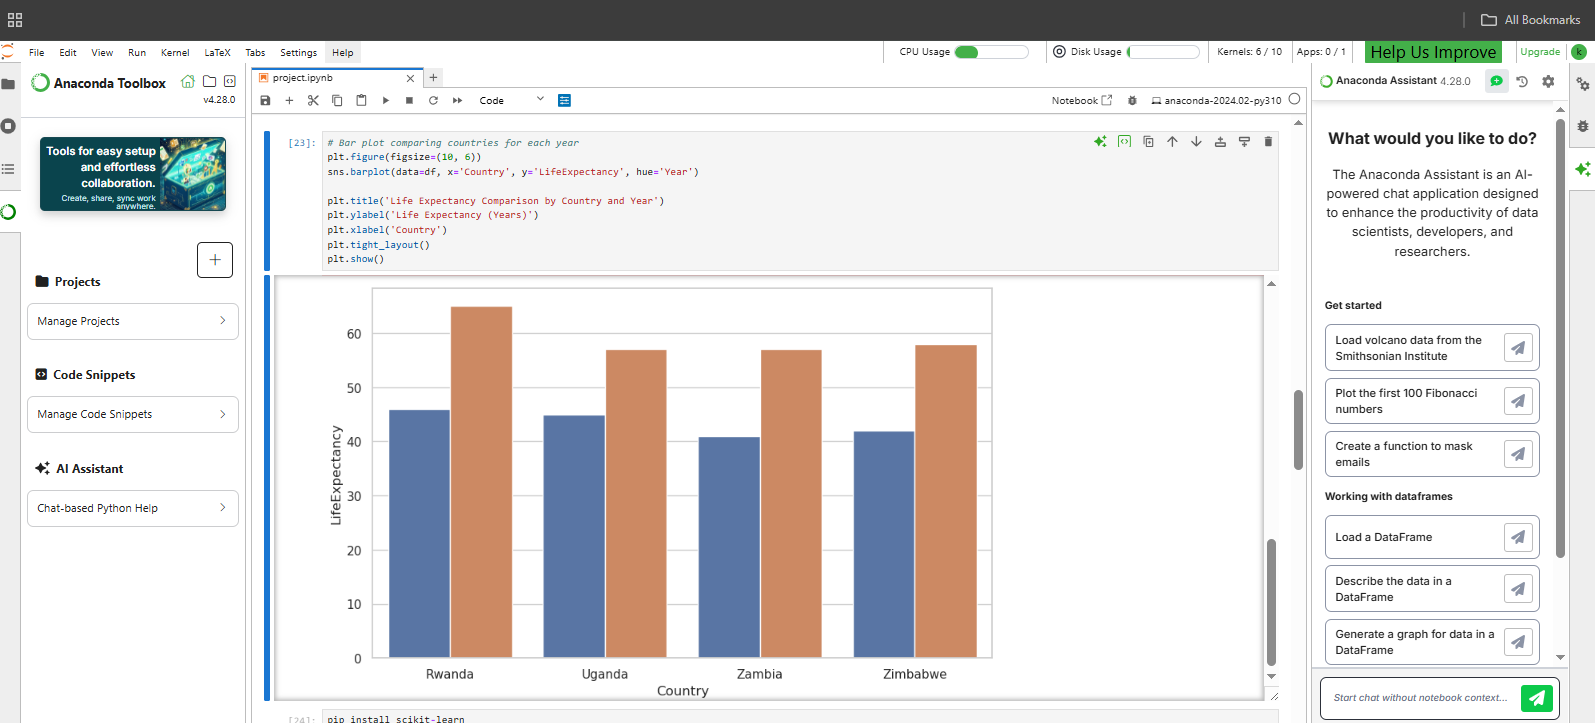 All Bookmarks
File Edit View Run Kernel LaTeX Tabs Settings Help
CPU Usage
Disk Usage
Kernels: 6 / 10
Apps: 0 / 1
Help Us Improve
Upgrade
k
Anaconda Toolbox
v4.28.0
Tools for easy setup
and effortless
collaboration.
Create, share, sync work
anywhere.
+
Projects
Manage Projects
Code Snippets
Manage Code Snippets
AI Assistant
Chat-based Python Help
project.ipynb
Code
Notebook
anaconda-2024.02-py310
[23]:
# Bar plot comparing countries for each year
plt.figure(figsize=(10, 6))
sns.barplot(data=df, x='Country', y='LifeExpectancy', hue='Year')
plt.title('Life Expectancy Comparison by Country and Year')
plt.ylabel('Life Expectancy (Years)')
plt.xlabel('Country')
plt.tight_layout()
plt.show()
LifeExpectancy
60
50
40
30
20
10
0
Rwanda Uganda Zambia Zimbabwe
Country
[24]:
pip install scikit-learn
Anaconda Assistant 4.28.0
What would you like to do?
The Anaconda Assistant is an AI-
powered chat application designed
to enhance the productivity of data
scientists, developers, and
researchers.
Get started
Load volcano data from the
Smithsonian Institute
Plot the first 100 Fibonacci
numbers
Create a function to mask
emails
Working with dataframes
Load a DataFrame
Describe the data in a
DataFrame
Generate a graph for data in a
DataFrame
Start chat without notebook context...